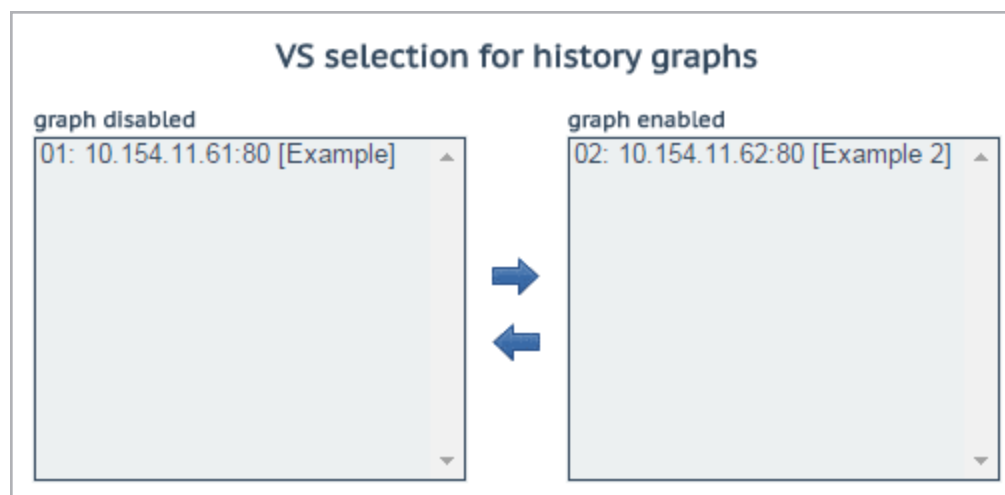 VS selection for history graphs
graph disabled
01: 10.154.11.61:80 [Example]
graph enabled
02: 10.154.11.62:80 [Example 2]